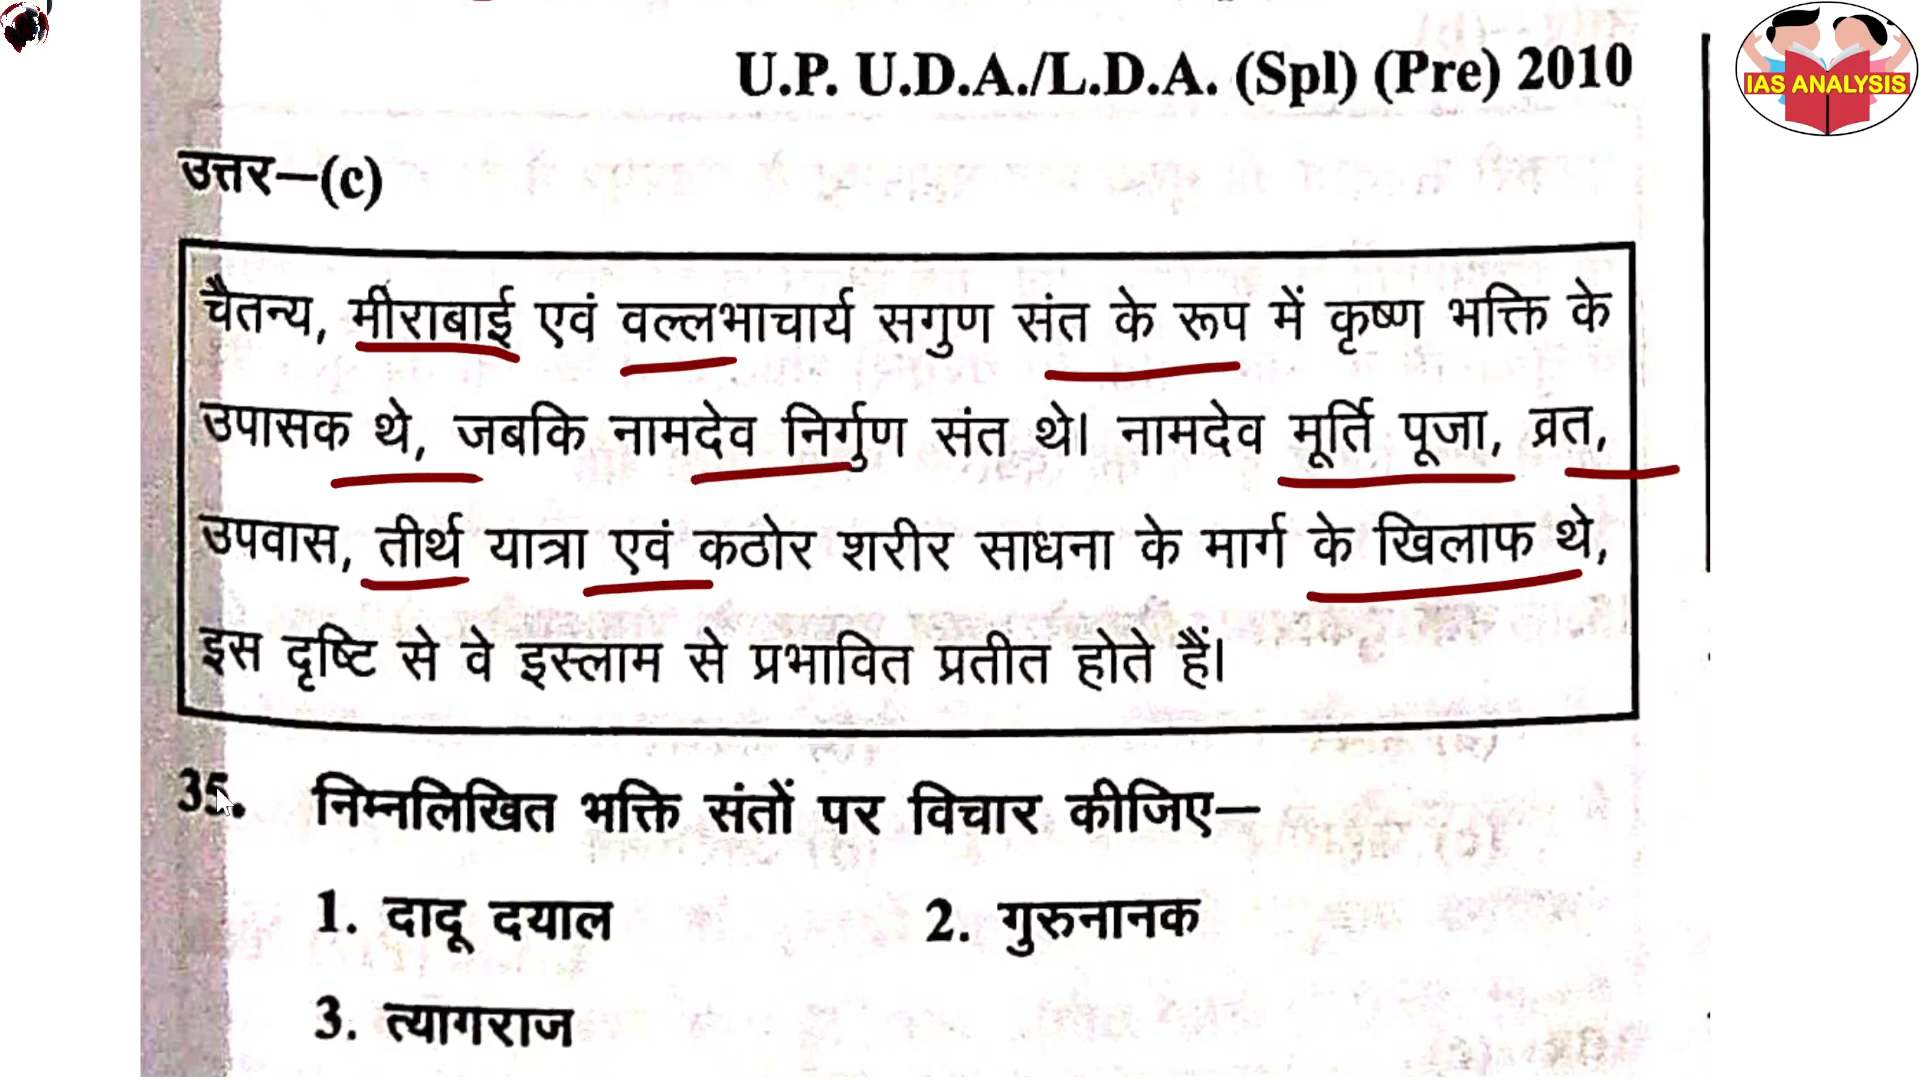 U.P. U.D.A./L.D.A. (Spl) (Pre) 2010
IAS ANALYSIS
उत्तर—(c)
चैतन्य, मीराबाई एवं वल्लभाचार्य सगुण संत के रूप में कृष्ण भक्ति के
उपासक थे, जबकि नामदेव निर्गुण संत थे। नामदेव मूर्ति पूजा, व्रत,
उपवास, तीर्थ यात्रा एवं कठोर शरीर साधना के मार्ग के खिलाफ थे,
इस दृष्टि से वे इस्लाम से प्रभावित प्रतीत होते हैं।
35. निम्नलिखित भक्ति संतों पर विचार कीजिए—
1. दादू दयाल 2. गुरुनानक
3. त्यागराज